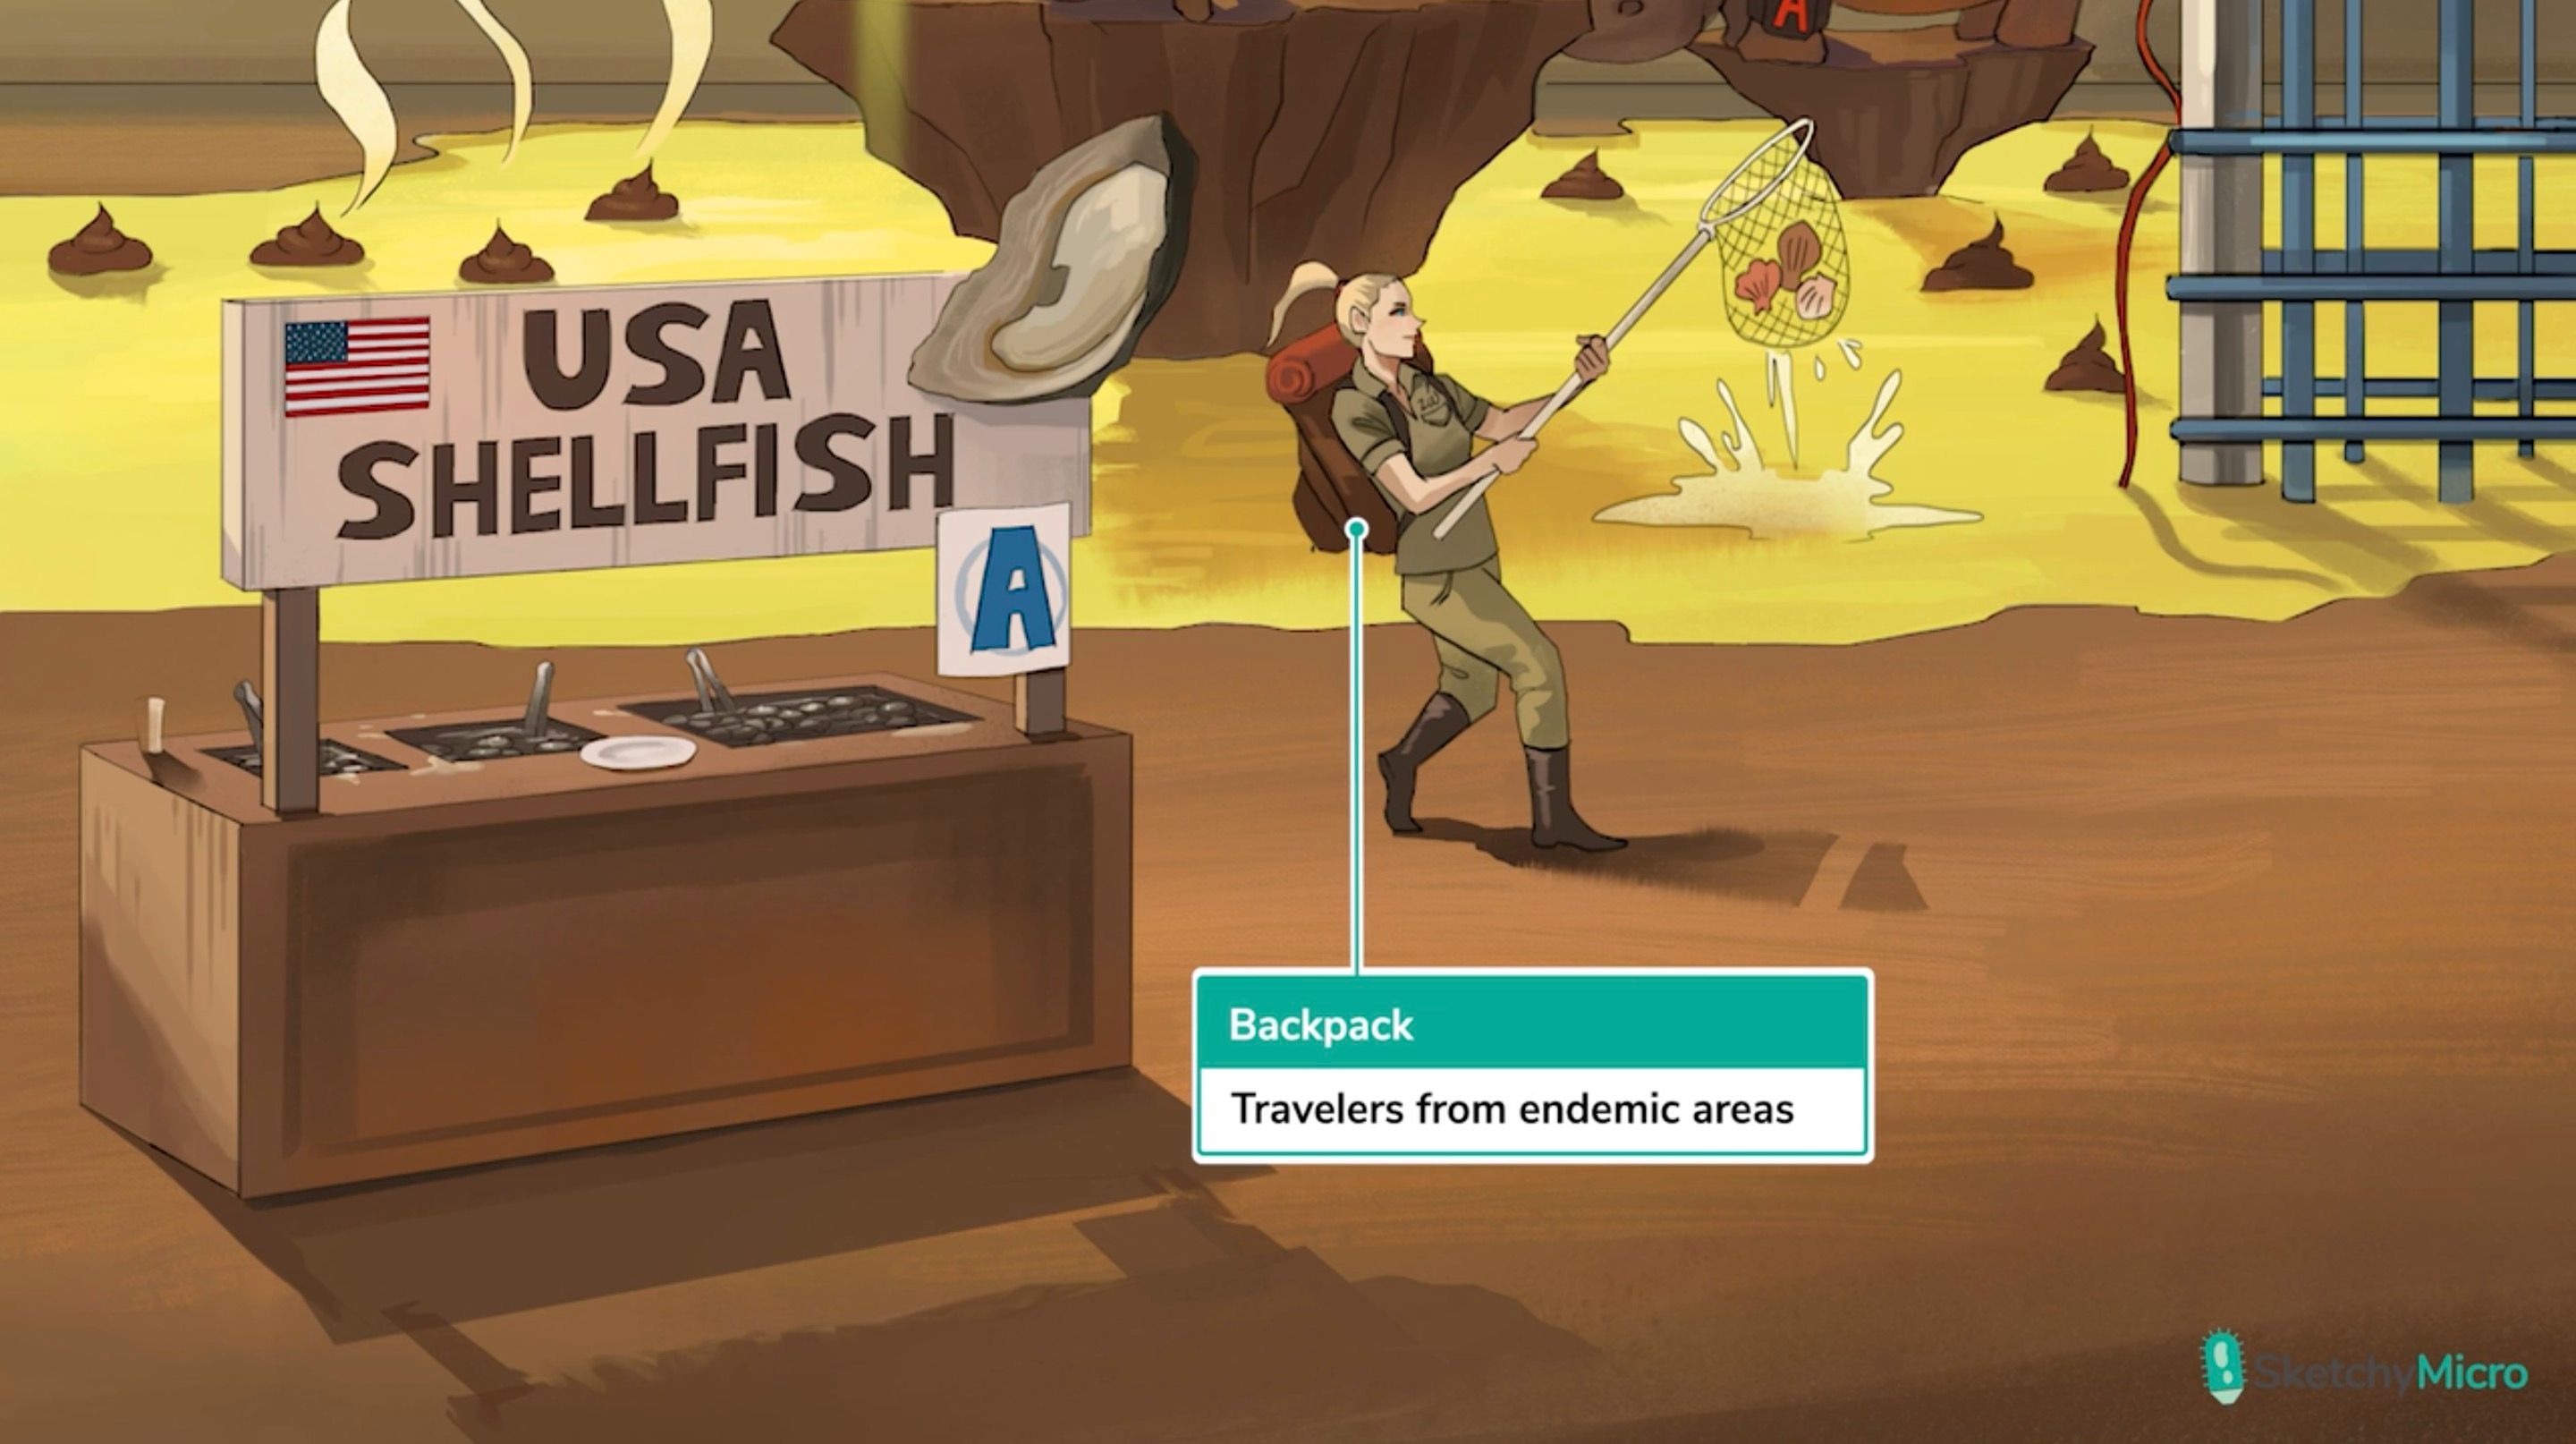 A
USA
SHELLFISH
A
Backpack
Travelers from endemic areas
SketchyMicro